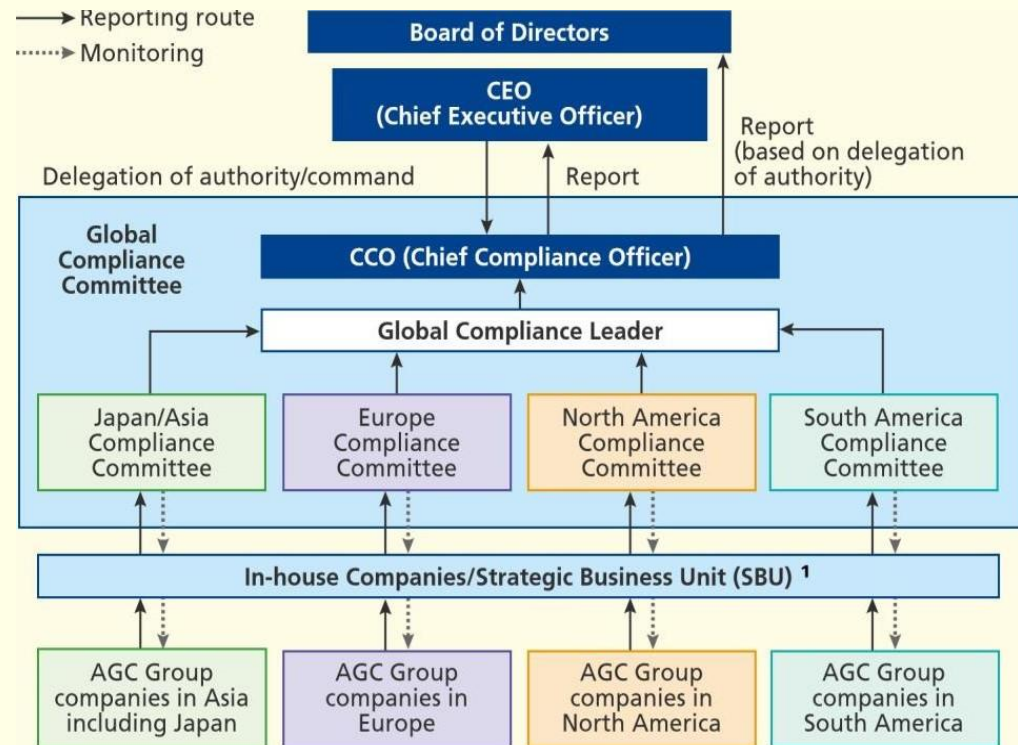 Reporting route
Monitoring
Board of Directors
CEO
(Chief Executive Officer)
Report
(based on delegation
of authority)
Delegation of authority/command
Report
Global
Compliance
Committee
CCO (Chief Compliance Officer)
Global Compliance Leader
Japan/Asia
Compliance
Committee
Europe
Compliance
Committee
North America
Compliance
Committee
South America
Compliance
Committee
In-house Companies/Strategic Business Unit (SBU) 1
AGC Group
companies in Asia
including Japan
AGC Group
companies in
Europe
AGC Group
companies in
North America
AGC Group
companies in
South America